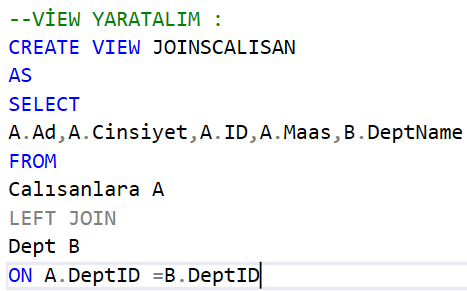 --VİEW YARATALIM :
CREATE VIEW JOINSCALISAN
AS
SELECT
A.Ad,A.Cinsiyet,A.ID,A.Maas,B.DeptName
FROM
Calısanlara A
LEFT JOIN
Dept B
ON A.DeptID =B.DeptID